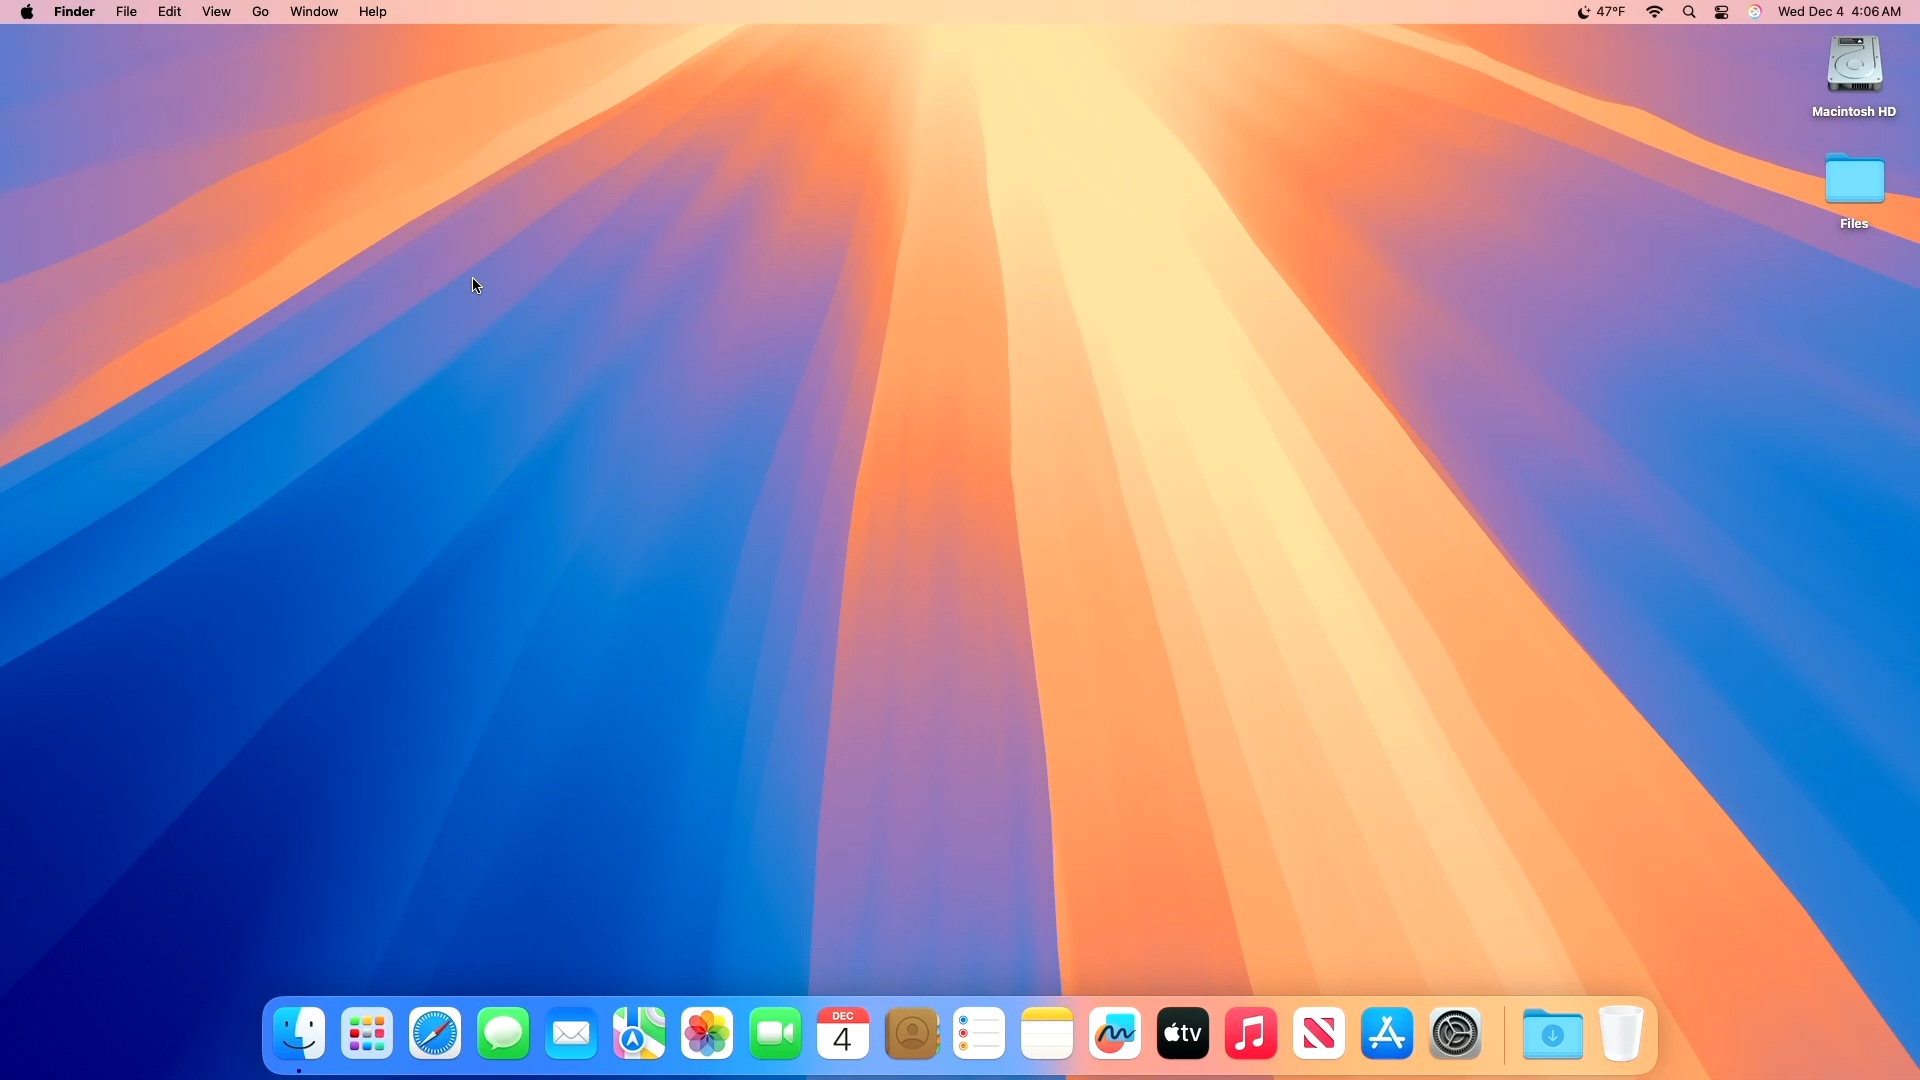 Finder File Edit View Go Window Help 47°F Wed Dec 4 4:06 AM
Macintosh HD
Files
DEC
4
tv